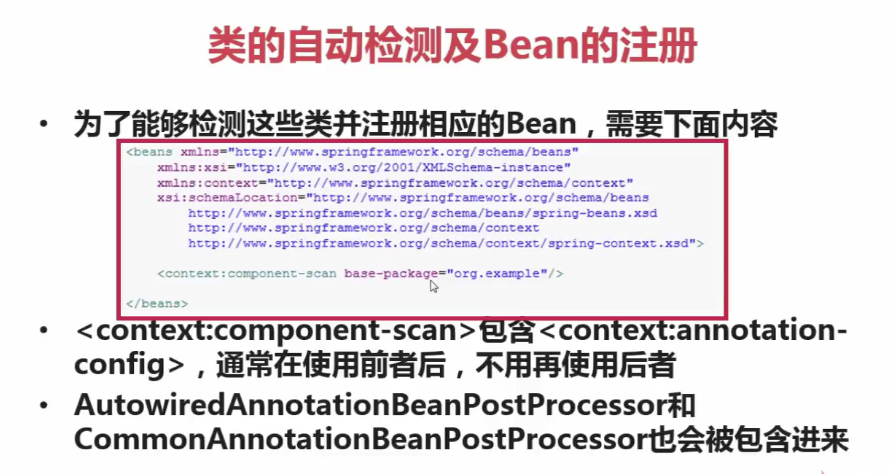 类的自动检测及Bean的注册
• 为了能够检测这些类并注册相应的Bean，需要下面内容
<beans xmlns="http://www.springframework.org/schema/beans"
xmlns:xsi="http://www.w3.org/2001/XMLSchema-instance"
xmlns:context="http://www.springframework.org/schema/context"
xsi:schemaLocation="http://www.springframework.org/schema/beans
http://www.springframework.org/schema/beans/spring-beans.xsd
http://www.springframework.org/schema/context
http://www.springframework.org/schema/context/spring-context.xsd">
<context:component-scan base-package="org.example"/>
</beans>
• <context:component-scan>包含<context:annotation-
config>，通常在使用前者后，不用再使用后者
• AutowiredAnnotationBeanPostProcessor和
CommonAnnotationBeanPostProcessor也会被包含进来